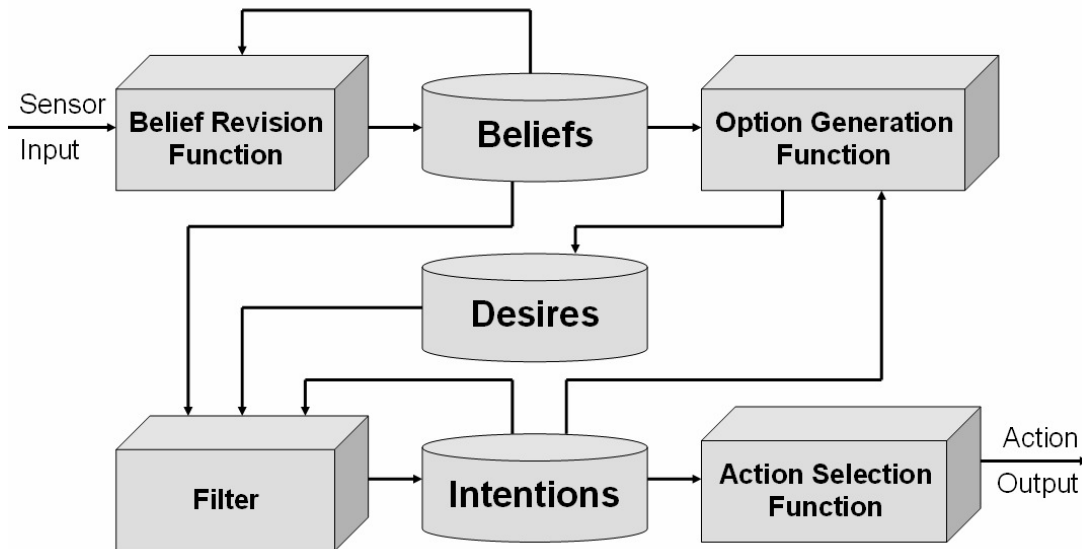 Sensor
Input
Belief Revision
Function
Beliefs
Option Generation
Function
Desires
Filter
Intentions
Action Selection
Function
Action
Output